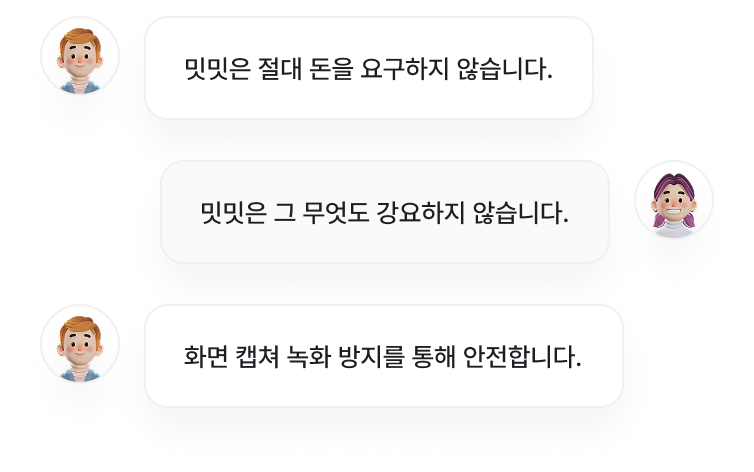 밋밋은 절대 돈을 요구하지 않습니다.
밋밋은 그 무엇도 강요하지 않습니다.
화면 캡쳐 녹화 방지를 통해 안전합니다.